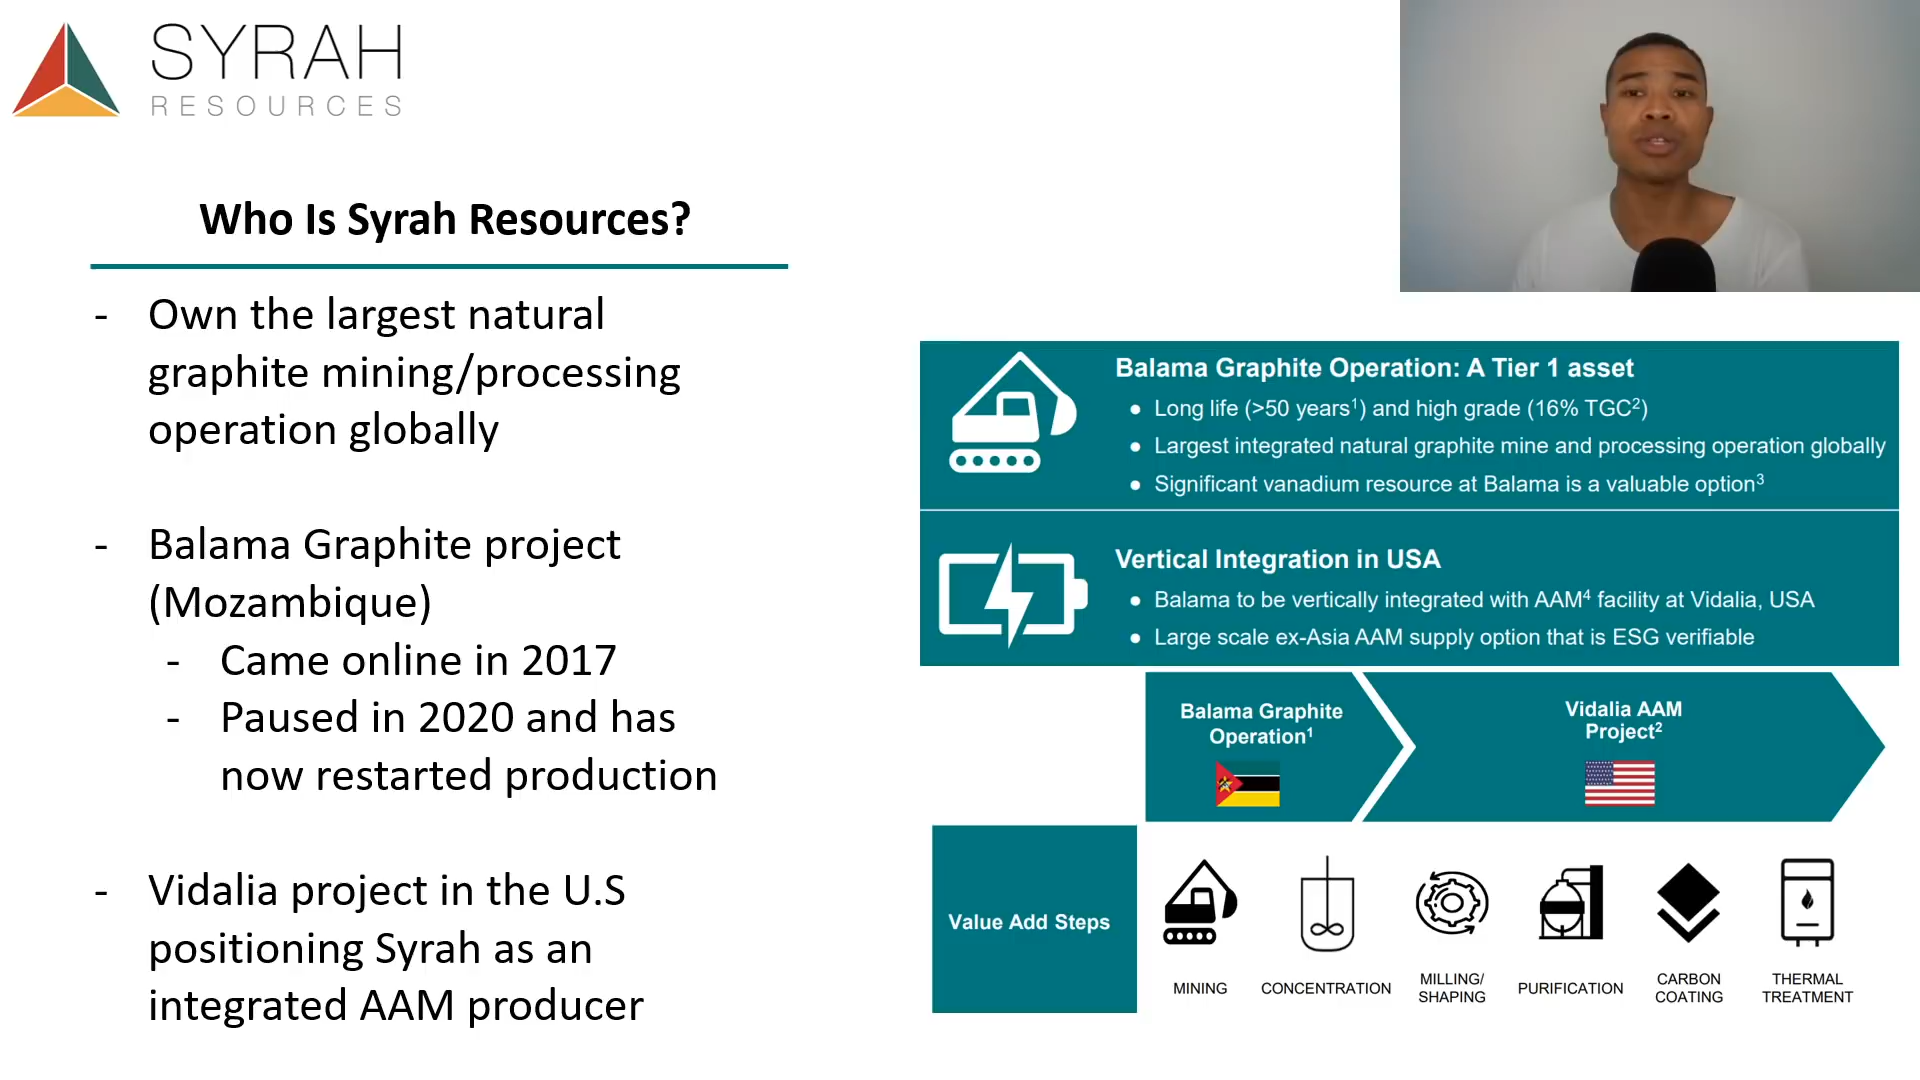 SYRAH
RESOURCES
Who Is Syrah Resources?
- Own the largest natural
graphite mining/processing
operation globally
- Balama Graphite project
(Mozambique)
- Came online in 2017
- Paused in 2020 and has
now restarted production
- Vidalia project in the U.S
positioning Syrah as an
integrated AAM producer
Balama Graphite Operation: A Tier 1 asset
● Long life (>50 years¹) and high grade (16% TGC²)
● Largest integrated natural graphite mine and processing operation globally
● Significant vanadium resource at Balama is a valuable option³
Vertical Integration in USA
● Balama to be vertically integrated with AAM⁴ facility at Vidalia, USA
● Large scale ex-Asia AAM supply option that is ESG verifiable
Balama Graphite
Operation¹
Vidalia AAM
Project²
Value Add Steps
MINING
CONCENTRATION
MILLING/
SHAPING
PURIFICATION
CARBON
COATING
THERMAL
TREATMENT